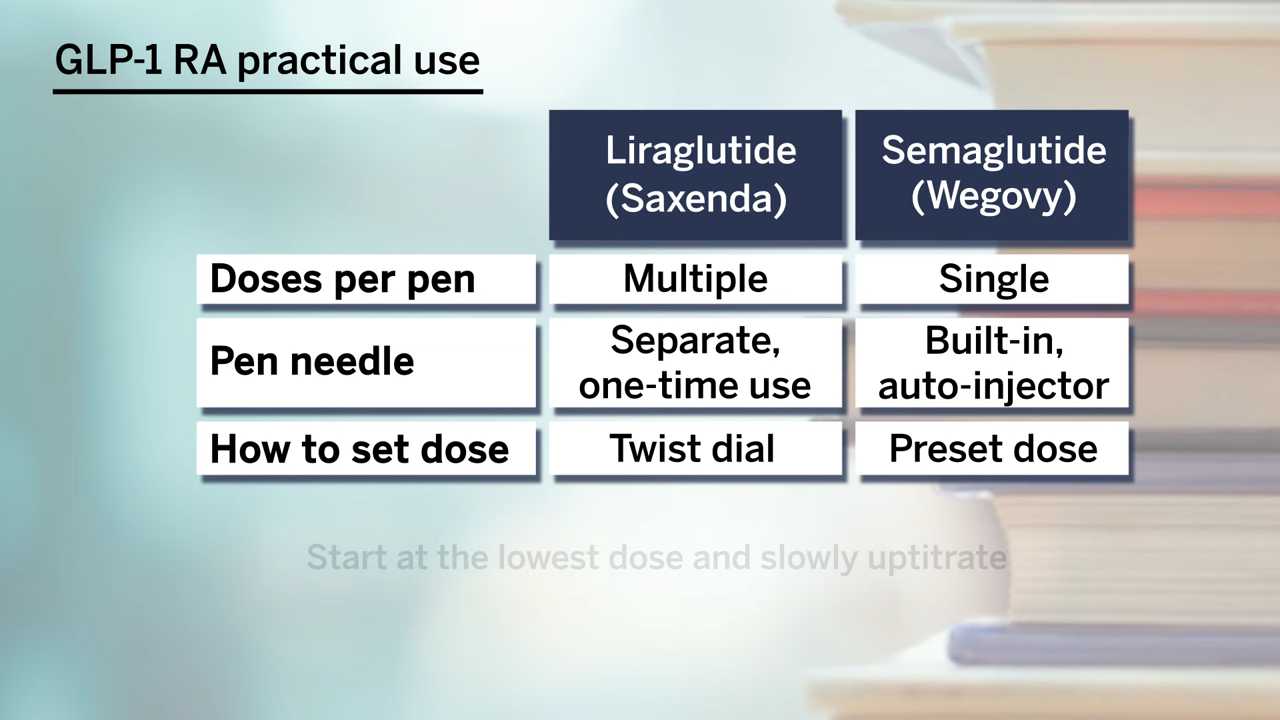 GLP-1 RA practical use
Liraglutide
(Saxenda)
Semaglutide
(Wegovy)
Doses per pen
Multiple
Single
Pen needle
Separate,
one-time use
Built-in,
auto-injector
How to set dose
Twist dial
Preset dose
Start at the lowest dose and slowly uptitrate